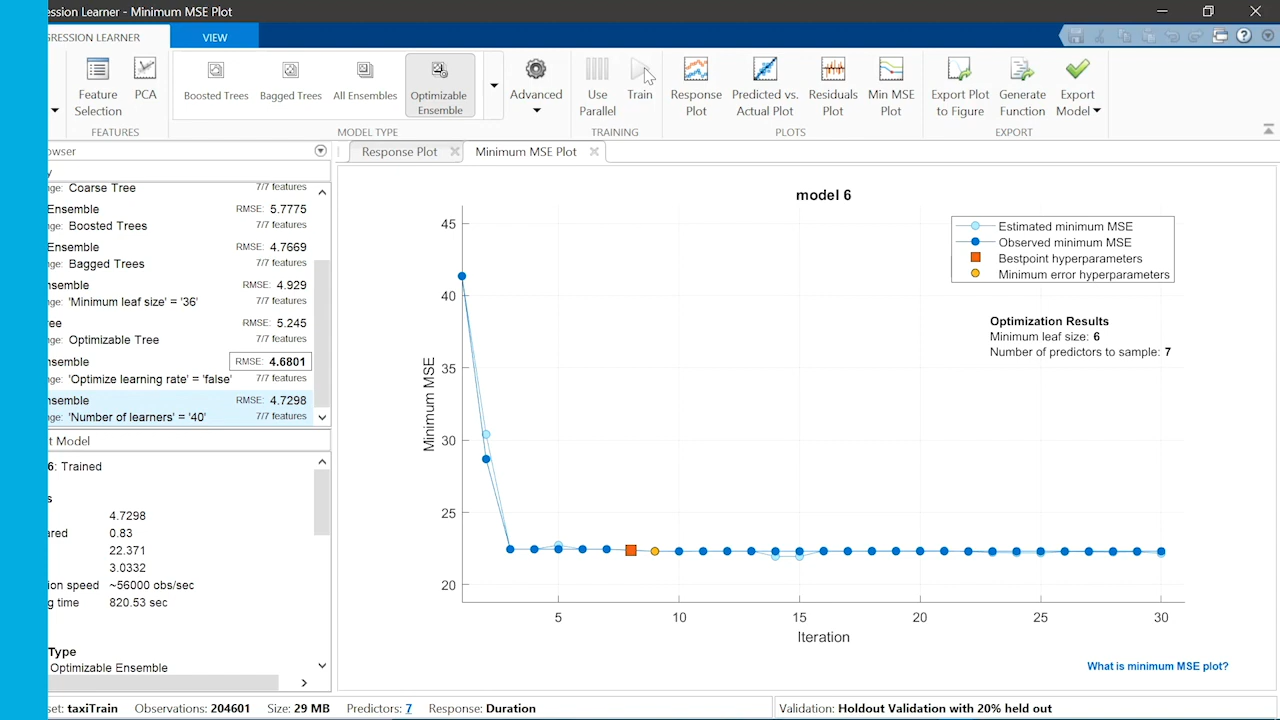 ession Learner - Minimum MSE Plot
GRESSION LEARNER
VIEW
Feature Selection
PCA
Boosted Trees
Bagged Trees
All Ensembles
Optimizable Ensemble
Advanced
Use Parallel
Train
Response Plot
Predicted vs. Actual Plot
Residuals Plot
Min MSE Plot
Export Plot to Figure
Generate Function
Export Model
FEATURES
MODEL TYPE
TRAINING
PLOTS
EXPORT
owser
y
nge: Coarse Tree 7/7 features
Ensemble RMSE: 5.7775
nge: Boosted Trees 7/7 features
Ensemble RMSE: 4.7669
nge: Bagged Trees 7/7 features
nsemble RMSE: 4.929
nge: 'Minimum leaf size' = '36' 7/7 features
ree RMSE: 5.245
nge: Optimizable Tree 7/7 features
nsemble RMSE: 4.6801
nge: 'Optimize learning rate' = 'false' 7/7 features
nsemble RMSE: 4.7298
nge: 'Number of learners' = '40' 7/7 features
t Model
6: Trained
s
4.7298
ared 0.83
22.371
3.0332
ion speed ~56000 obs/sec
g time 820.53 sec
Type
Optimizable Ensemble
Response Plot
Minimum MSE Plot
model 6
Estimated minimum MSE
Observed minimum MSE
Bestpoint hyperparameters
Minimum error hyperparameters
Optimization Results
Minimum leaf size: 6
Number of predictors to sample: 7
Minimum MSE
45
40
35
30
25
20
5 10 15 20 25 30
Iteration
What is minimum MSE plot?
set: taxiTrain Observations: 204601 Size: 29 MB Predictors: 7 Response: Duration
Validation: Holdout Validation with 20% held out